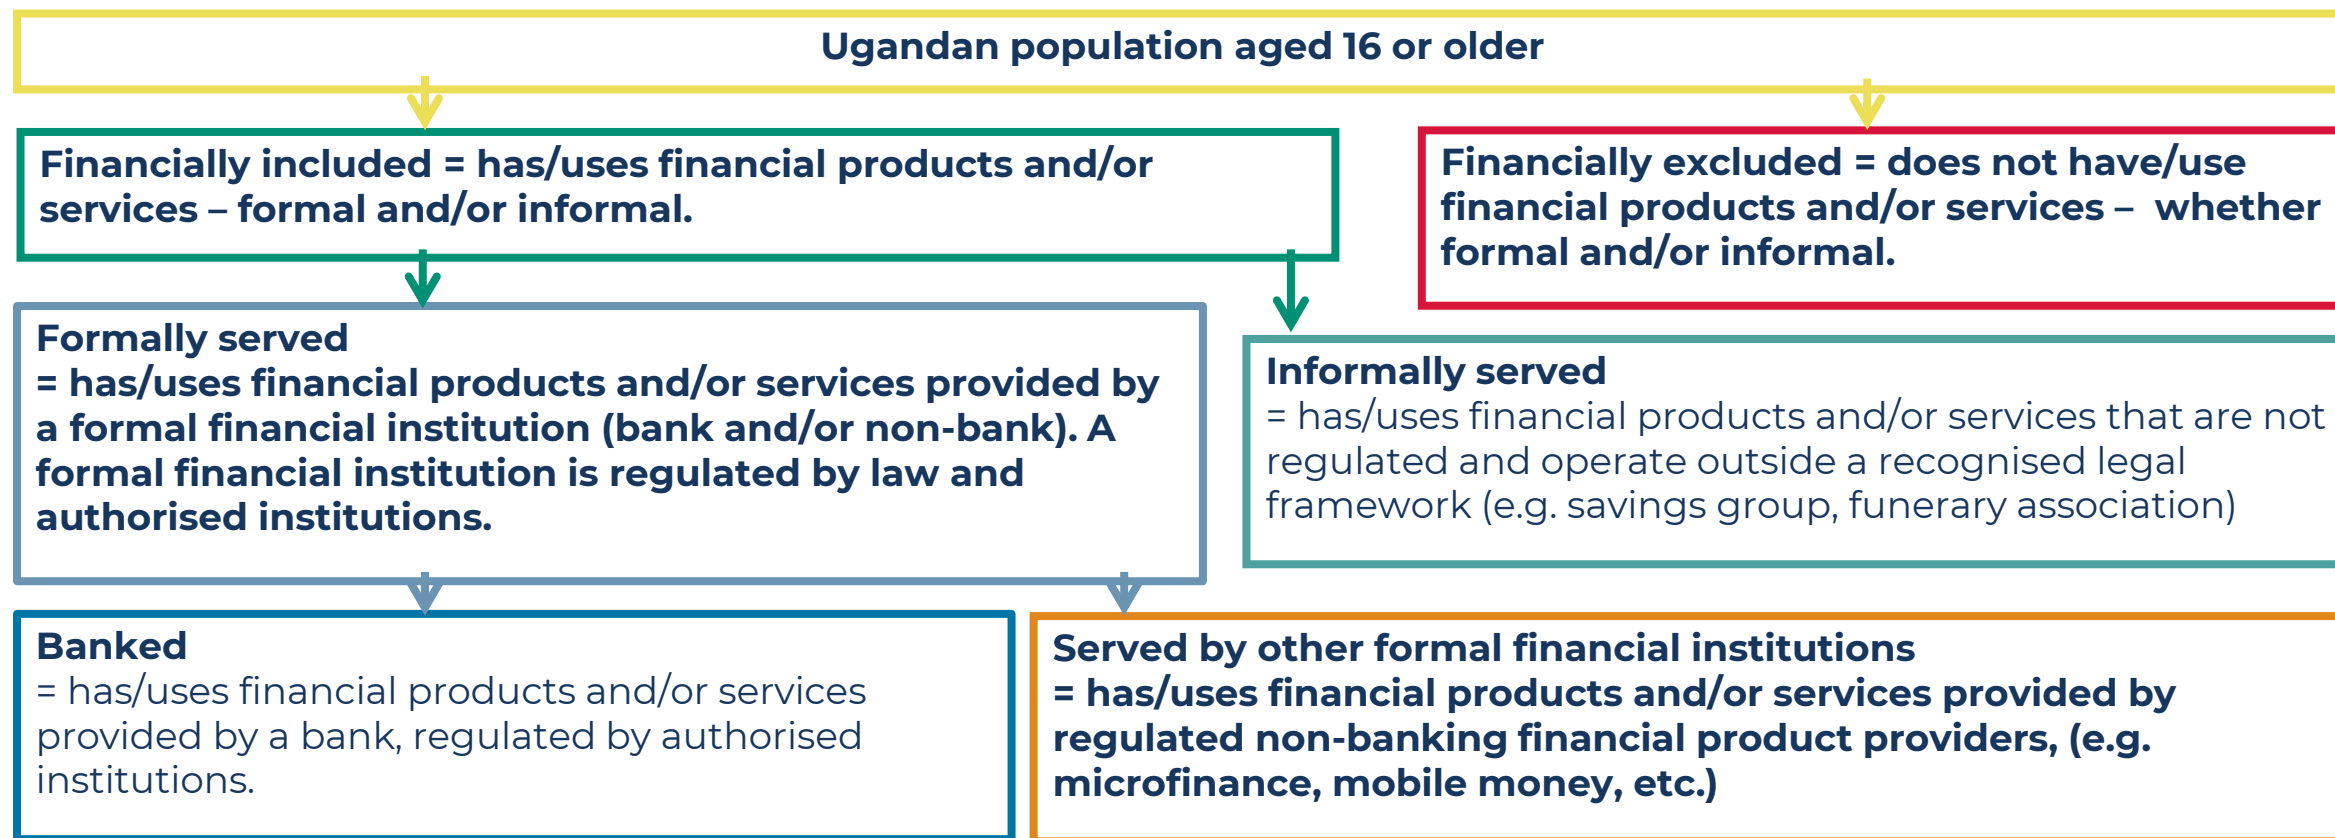 Ugandan population aged 16 or older
Financially included = has/uses financial products and/or
services – formal and/or informal.
Financially excluded = does not have/use
financial products and/or services –  whether
formal and/or informal.
Formally served
= has/uses financial products and/or services provided by
a formal financial institution (bank and/or non-bank). A
formal financial institution is regulated by law and
authorised institutions.
Informally served
= has/uses financial products and/or services that are not
regulated and operate outside a recognised legal
framework (e.g. savings group, funerary association)
Banked
= has/uses financial products and/or services
provided by a bank, regulated by authorised
institutions.
Served by other formal financial institutions
= has/uses financial products and/or services provided by
regulated non-banking financial product providers, (e.g.
microfinance, mobile money, etc.)